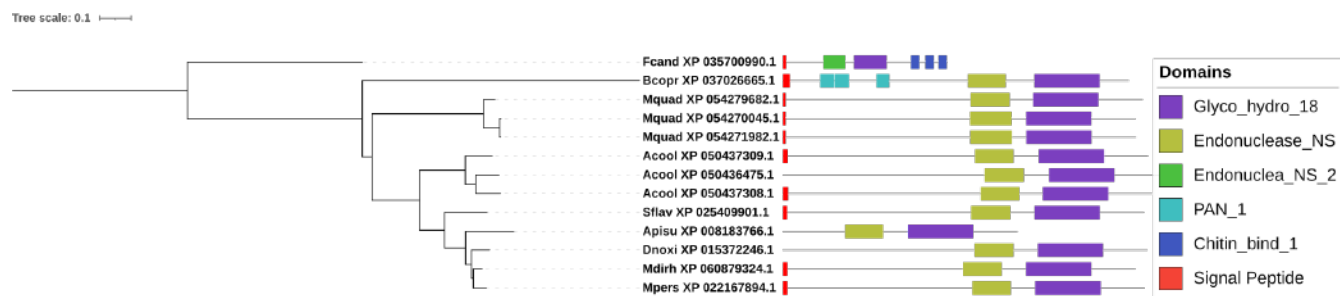 Tree scale: 0.1
Fcand XP 035700990.1
Bcopr XP 037026665.1
Mquad XP 054279682.1
Mquad XP 054270045.1
Mquad XP 054271982.1
Acool XP 050437309.1
Acool XP 050436475.1
Acool XP 050437308.1
Sflav XP 025409901.1
Apisu XP 008183766.1
Dnoxi XP 015372246.1
Mdirh XP 060879324.1
Mpers XP 022167894.1
Domains
Glyco_hydro_18
Endonuclease_NS
Endonuclea_NS_2
PAN_1
Chitin_bind_1
Signal Peptide